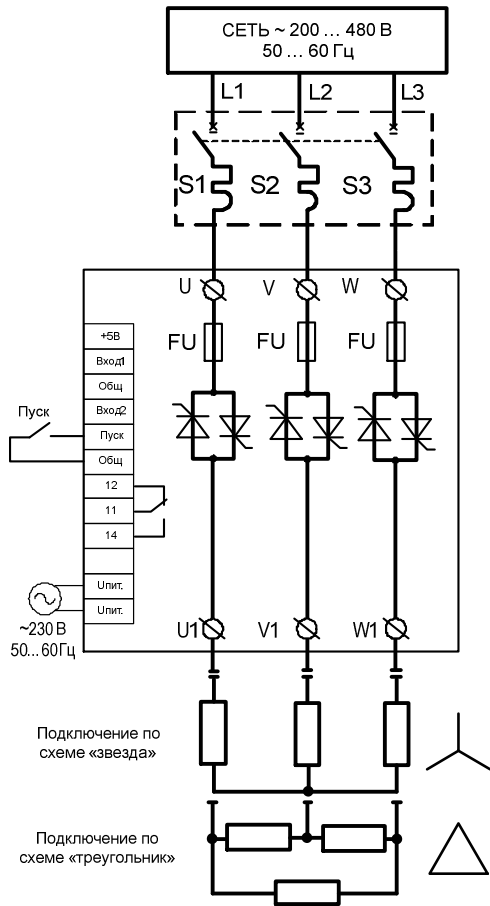 СЕТЬ ~ 200 ... 480 В
50 ... 60 Гц
L1 L2 L3
S1 S2 S3
U V W
FU FU FU
+5В
Вход1
Общ
Вход2
Пуск
Пуск
Общ
12
11
14
Uпит.
Uпит.
~230 В
50...60Гц
U1 V1 W1
Подключение по
схеме «звезда»
Подключение по
схеме «треугольник»